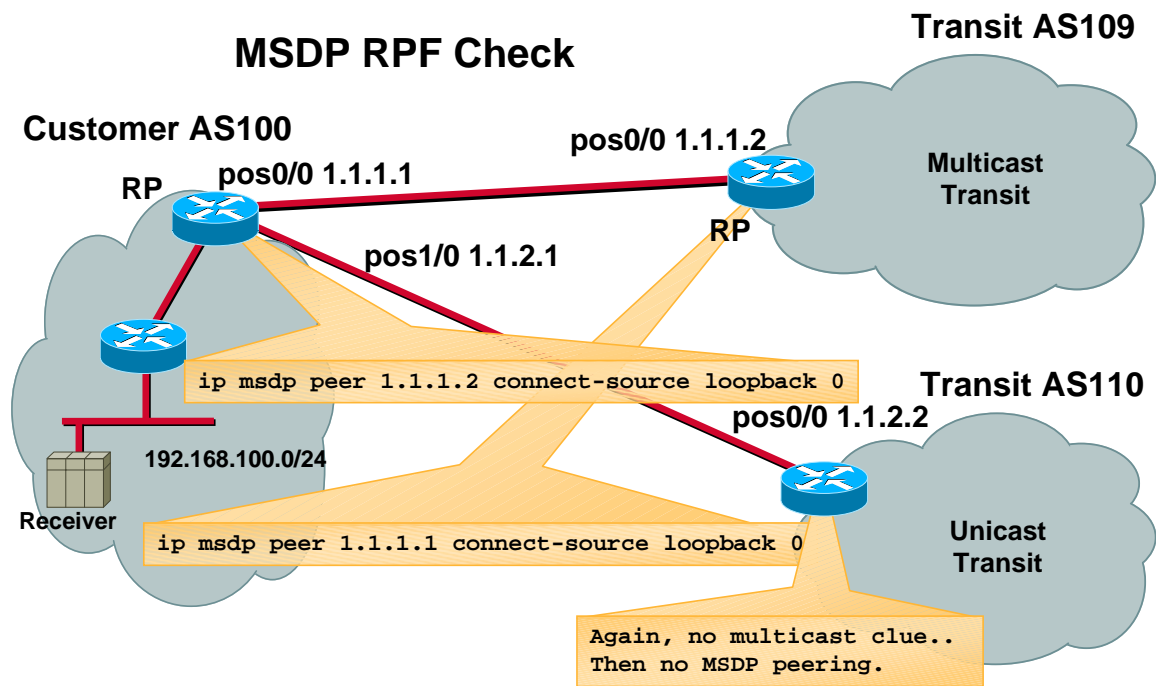 MSDP RPF Check
Transit AS109
Customer AS100
pos0/0 1.1.1.2
pos0/0 1.1.1.1
RP
Multicast
Transit
RP
pos1/0 1.1.2.1
ip msdp peer 1.1.1.2 connect-source loopback 0
Transit AS110
pos0/0 1.1.2.2
192.168.100.0/24
Receiver
ip msdp peer 1.1.1.1 connect-source loopback 0
Unicast
Transit
Again, no multicast clue..
Then no MSDP peering.